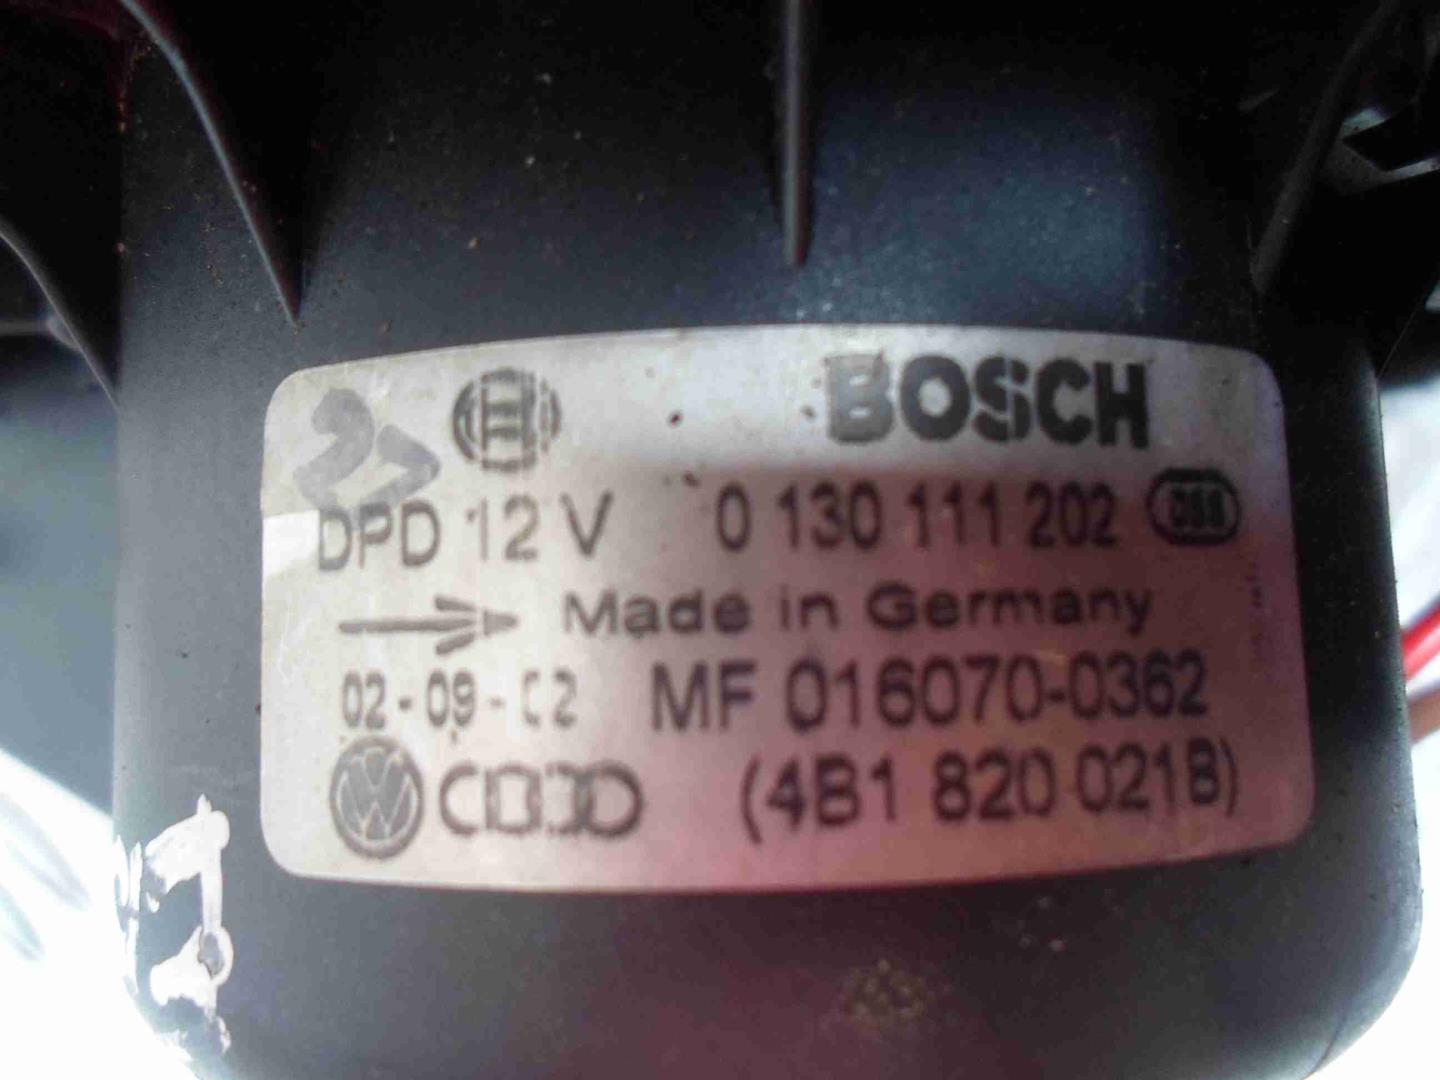 BOSCH
DPD 12 V 0 130 111 202
Made in Germany
02-09-02 MF 016070-0362
(4B1 820 021B)